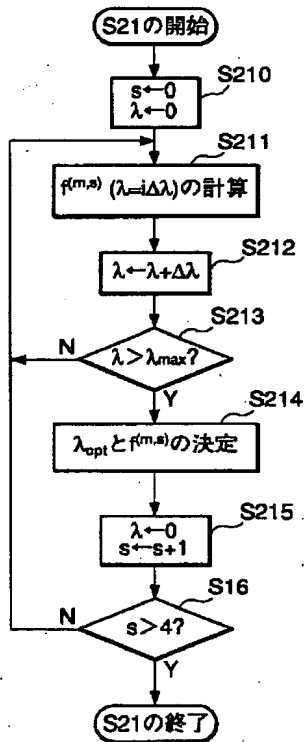 S21の開始
S210
s←0
λ←0
S211
f(m,s) (λ=iΔλ)の計算
S212
λ←λ+Δλ
S213
N
λ>λmax?
Y
S214
λoptとf(m,s)の決定
S215
λ←0
s←s+1
S16
N
s>4?
Y
S21の終了